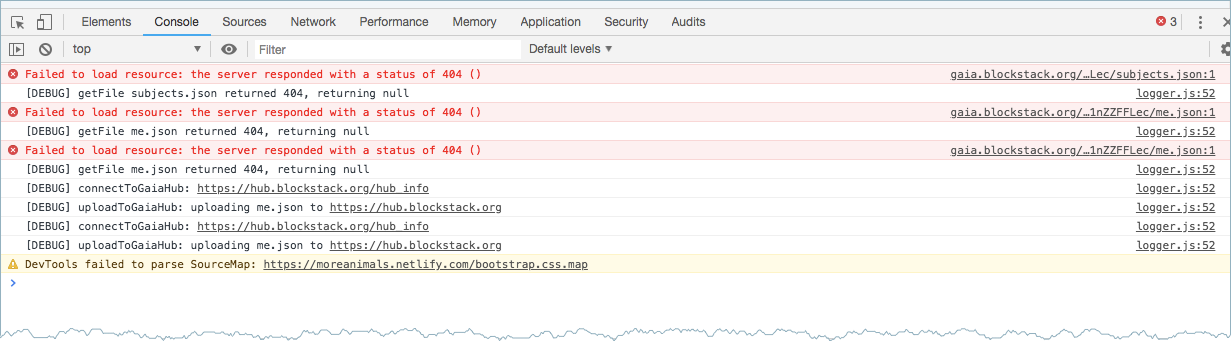 Elements Console Sources Network Performance Memory Application Security Audits 3
top Filter Default levels
Failed to load resource: the server responded with a status of 404 () gaia.blockstack.org/…Lec/subjects.json:1
[DEBUG] getFile subjects.json returned 404, returning null logger.js:52
Failed to load resource: the server responded with a status of 404 () gaia.blockstack.org/…1nZZFFLec/me.json:1
[DEBUG] getFile me.json returned 404, returning null logger.js:52
Failed to load resource: the server responded with a status of 404 () gaia.blockstack.org/…1nZZFFLec/me.json:1
[DEBUG] getFile me.json returned 404, returning null logger.js:52
[DEBUG] connectToGaiaHub: https://hub.blockstack.org/hub_info logger.js:52
[DEBUG] uploadToGaiaHub: uploading me.json to https://hub.blockstack.org logger.js:52
[DEBUG] connectToGaiaHub: https://hub.blockstack.org/hub_info logger.js:52
[DEBUG] uploadToGaiaHub: uploading me.json to https://hub.blockstack.org logger.js:52
DevTools failed to parse SourceMap: https://moreanimals.netlify.com/bootstrap.css.map